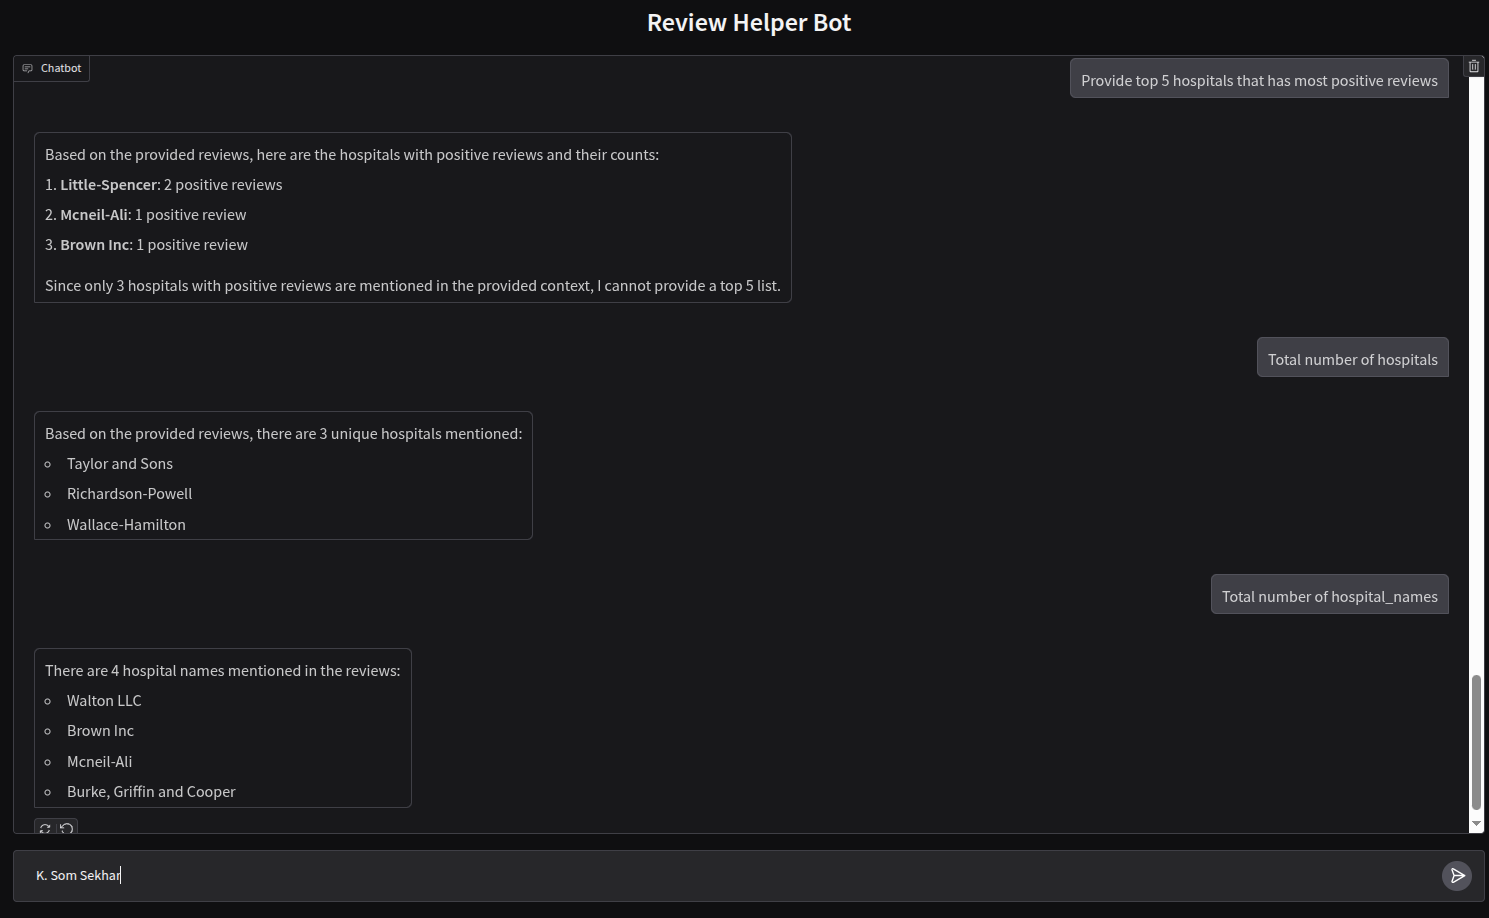 Review Helper Bot
Chatbot
Provide top 5 hospitals that has most positive reviews
Based on the provided reviews, here are the hospitals with positive reviews and their counts:
1. Little-Spencer: 2 positive reviews
2. Mcneil-Ali: 1 positive review
3. Brown Inc: 1 positive review
Since only 3 hospitals with positive reviews are mentioned in the provided context, I cannot provide a top 5 list.
Total number of hospitals
Based on the provided reviews, there are 3 unique hospitals mentioned:
Taylor and Sons
Richardson-Powell
Wallace-Hamilton
Total number of hospital_names
There are 4 hospital names mentioned in the reviews:
Walton LLC
Brown Inc
Mcneil-Ali
Burke, Griffin and Cooper
K. Som Sekhar